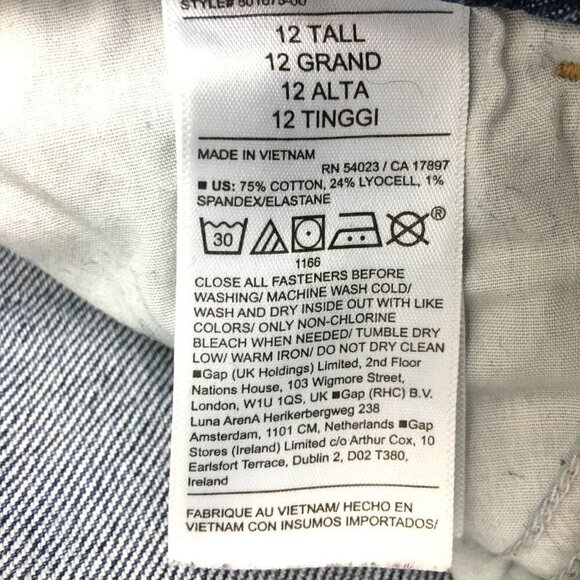 STYLE# 501675-00
12 TALL
12 GRAND
12 ALTA
12 TINGGI
MADE IN VIETNAM
RN 54023 / CA 17897
■ US: 75% COTTON, 24% LYOCELL, 1%
SPANDEX/ELASTANE
30
®
1166
CLOSE ALL FASTENERS BEFORE
WASHING/ MACHINE WASH COLD/
WASH AND DRY INSIDE OUT WITH LIKE
COLORS/ ONLY NON-CHLORINE
BLEACH WHEN NEEDED/ TUMBLE DRY
LOW/ WARM IRON/ DO NOT DRY CLEAN
■Gap (UK Holdings) Limited, 2nd Floor
Nations House, 103 Wigmore Street,
London, W1U 1QS, UK ■Gap (RHC) B.V.
Luna ArenA Herikerbergweg 238
Amsterdam, 1101 CM, Netherlands ■Gap
Stores (Ireland) Limited c/o Arthur Cox, 10
Earlsfort Terrace, Dublin 2, D02 T380,
Ireland
FABRIQUE AU VIETNAM/ HECHO EN
VIETNAM CON INSUMOS IMPORTADOS/